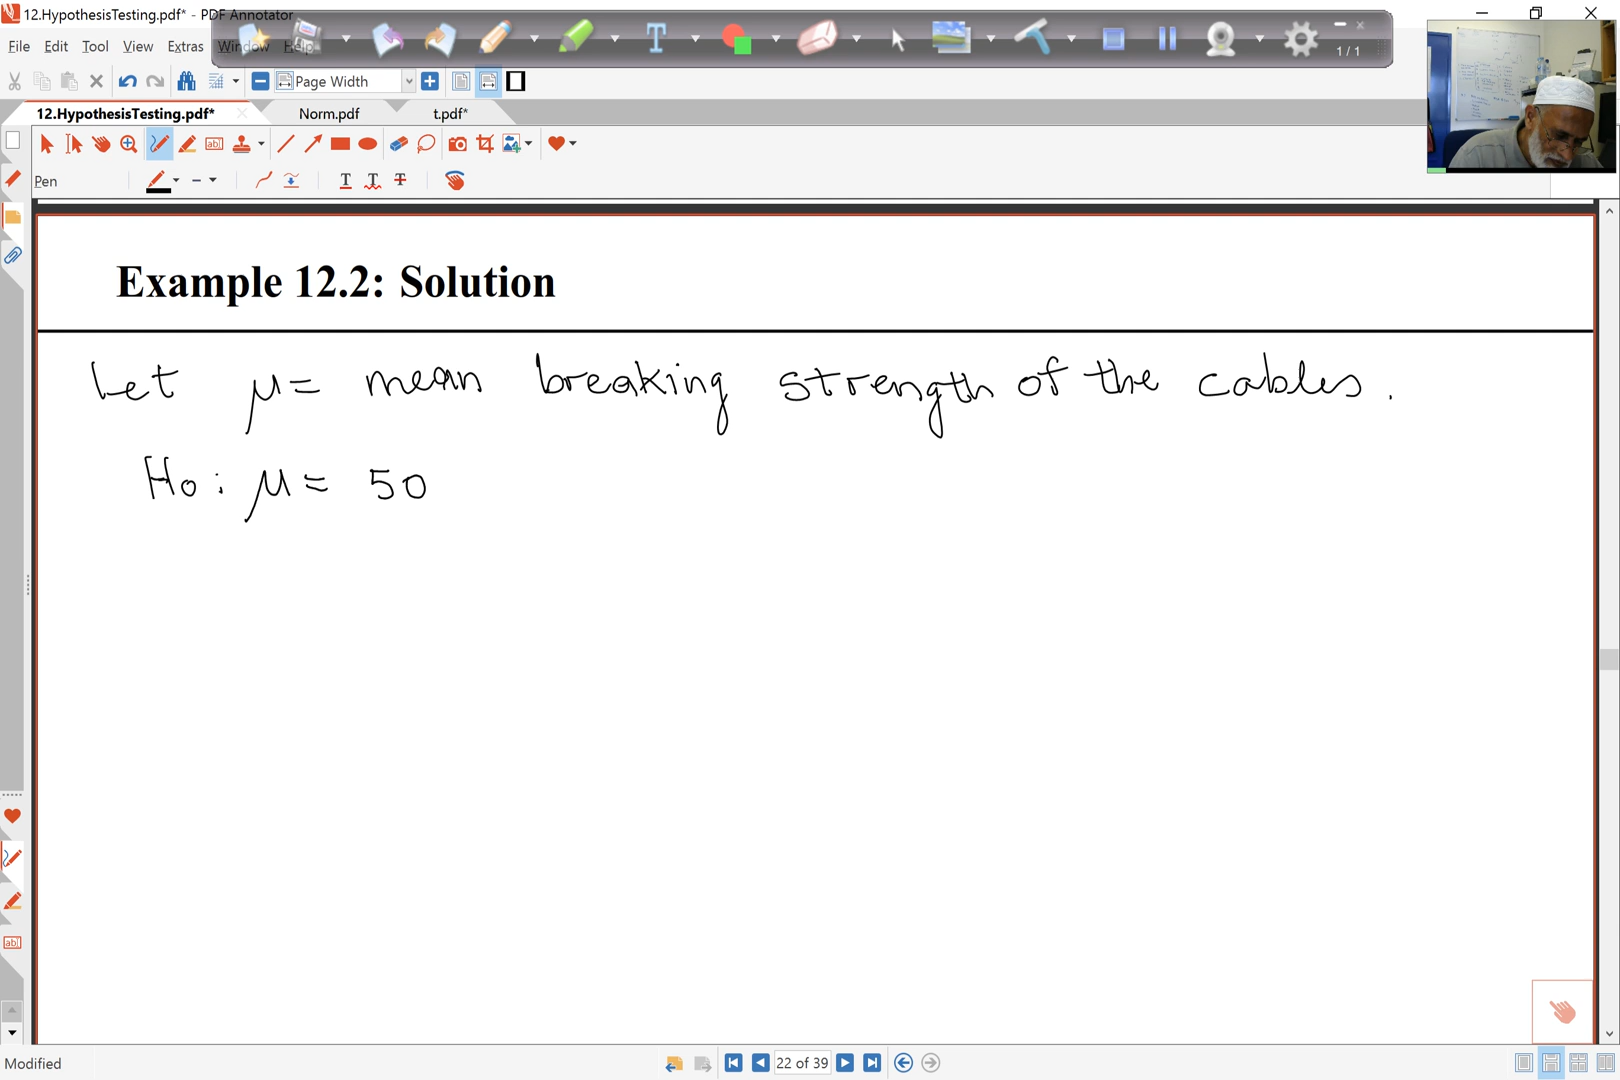 12.HypothesisTesting.pdf* - PDF Annotator
File Edit Tool View Extras Window Help
1 / 1
Page Width
12.HypothesisTesting.pdf* Norm.pdf t.pdf*
Pen
Example 12.2: Solution
Let μ = mean breaking strength of the cables.
H0: μ = 50
Modified 22 of 39